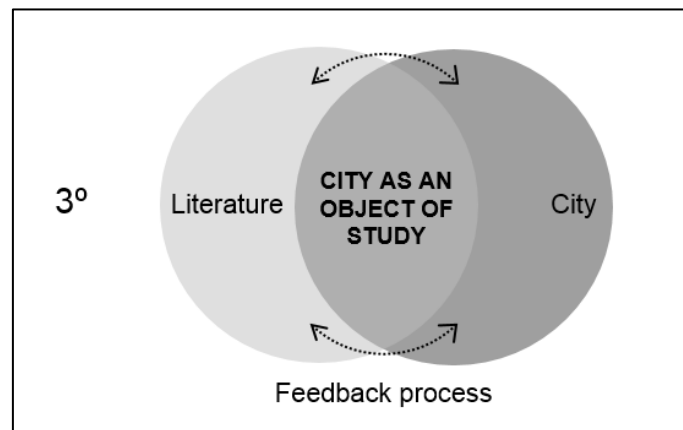 3º
Literature
CITY AS AN
OBJECT OF
STUDY
City
Feedback process